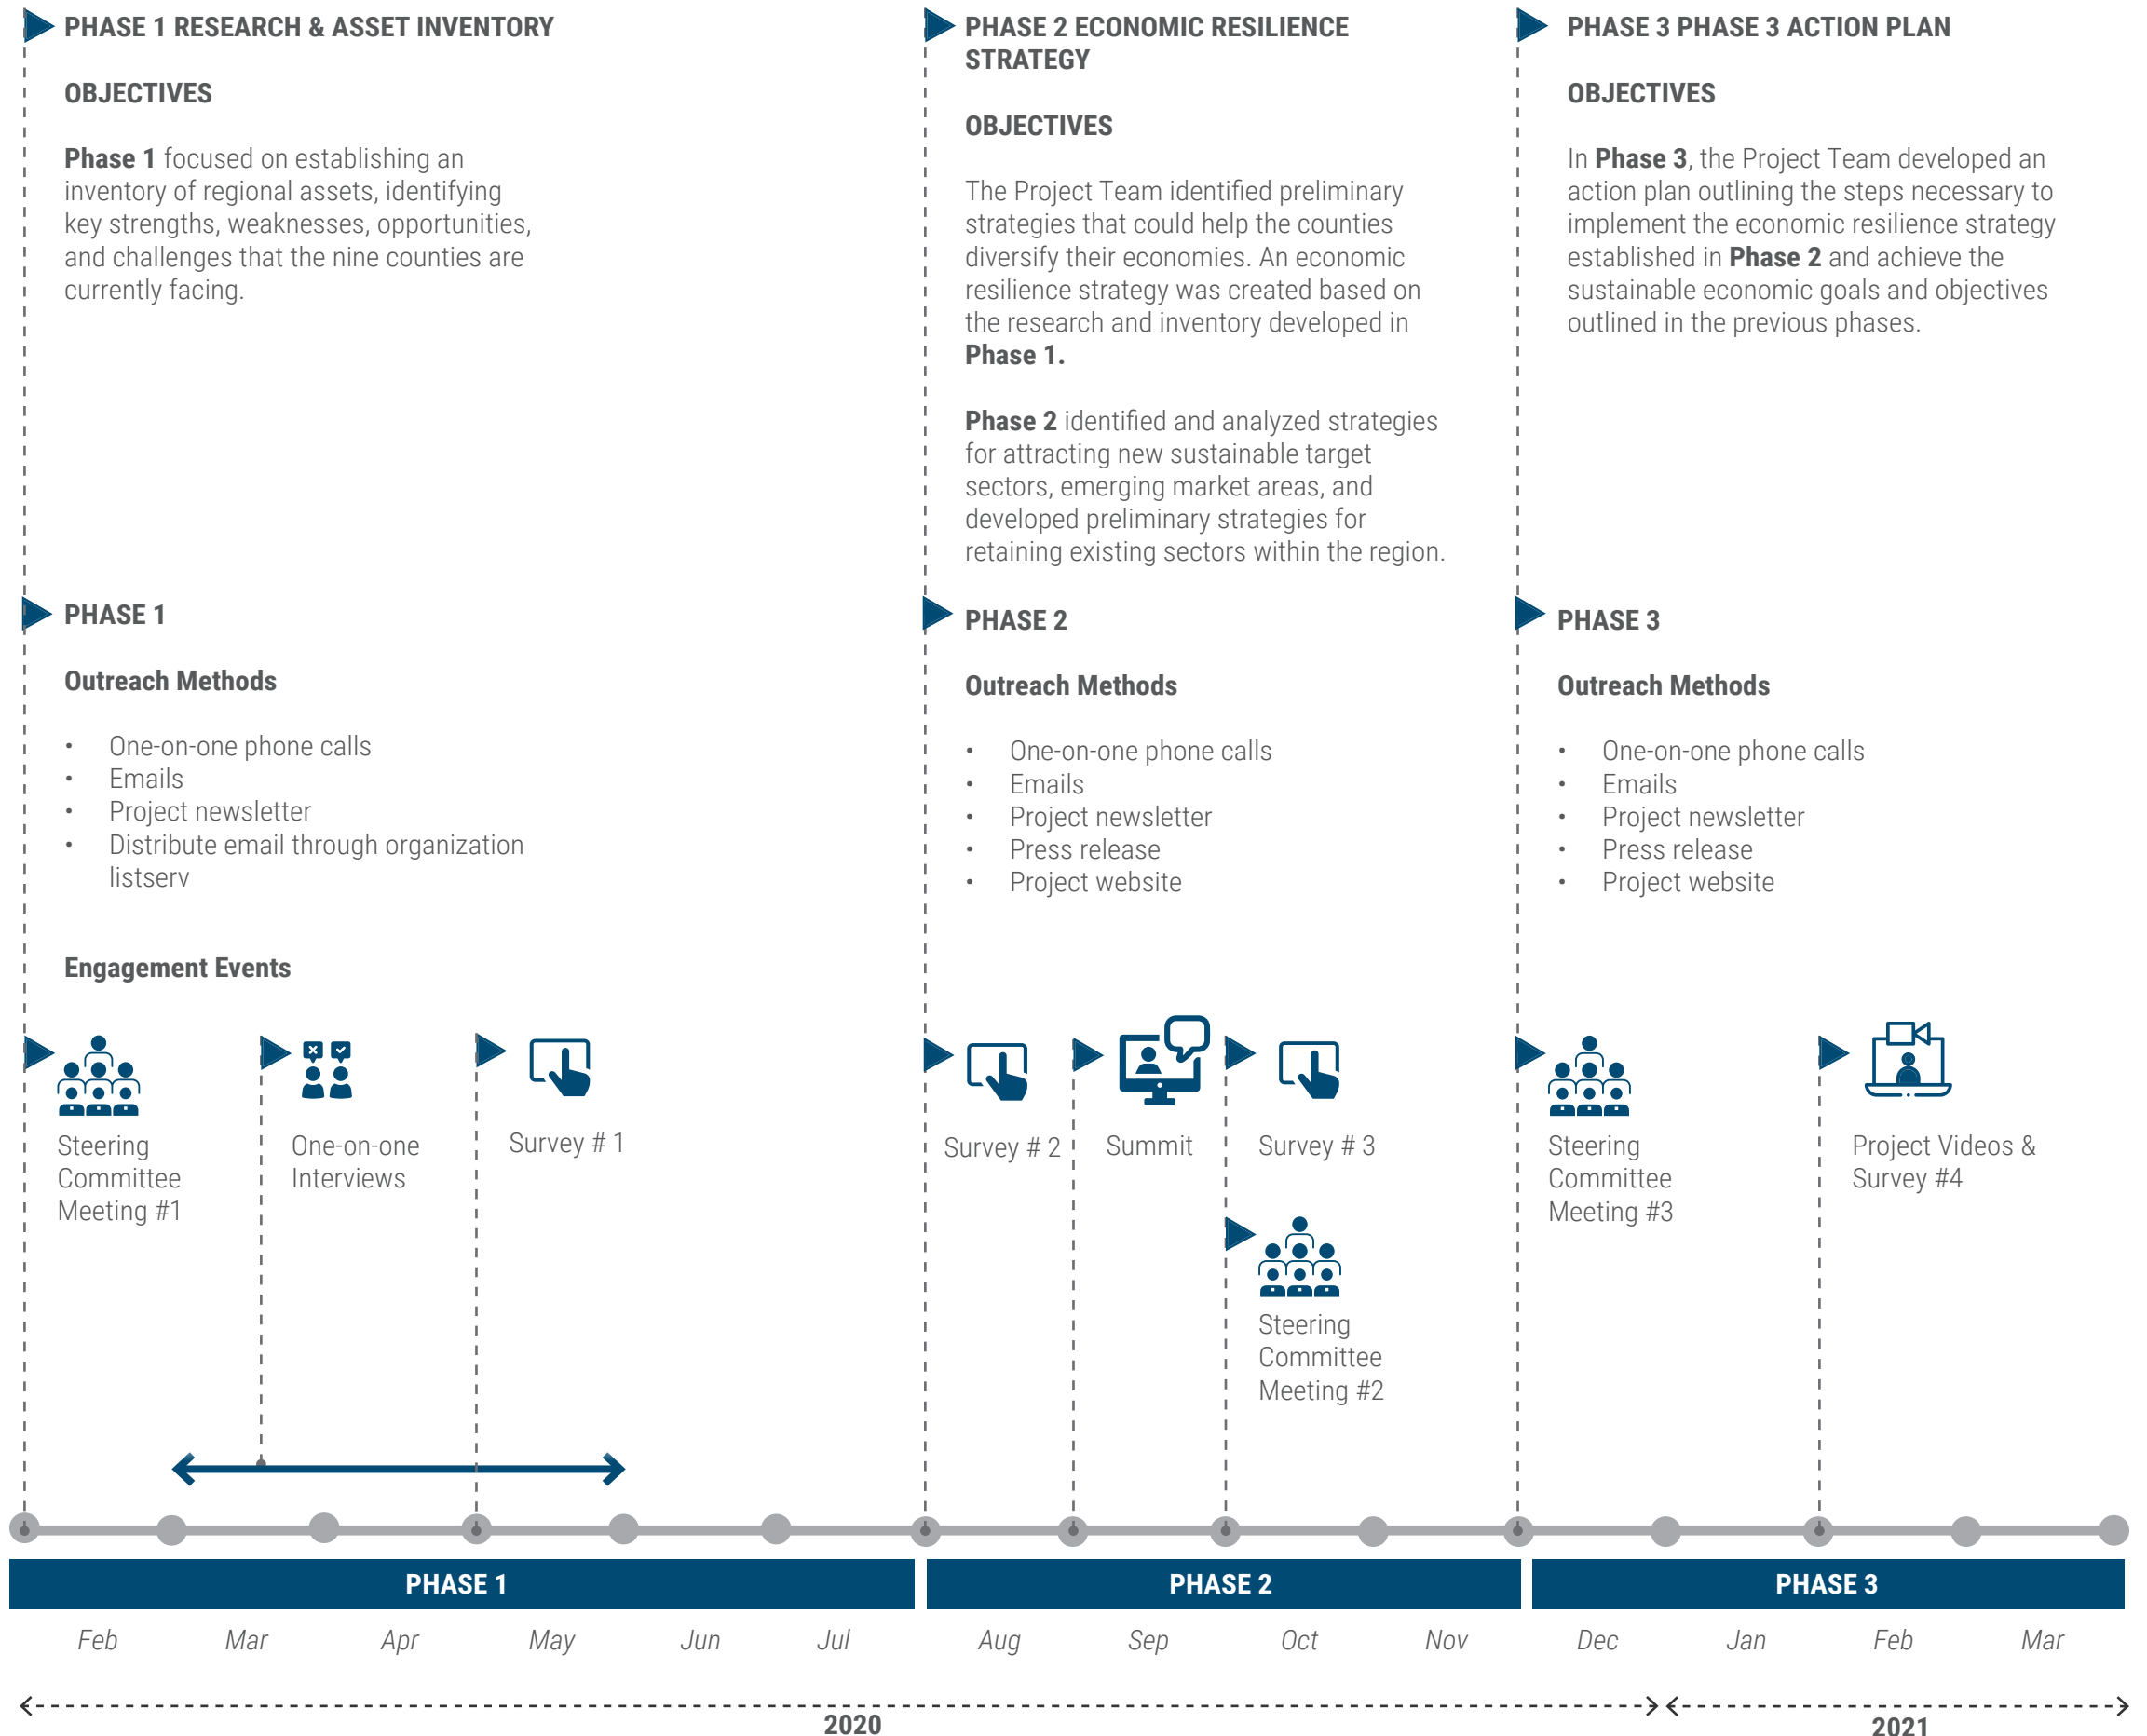 PHASE 1 RESEARCH & ASSET INVENTORY
OBJECTIVES
Phase 1 focused on establishing an
inventory of regional assets, identifying
key strengths, weaknesses, opportunities,
and challenges that the nine counties are
currently facing.
PHASE 2 ECONOMIC RESILIENCE
STRATEGY
OBJECTIVES
The Project Team identified preliminary
strategies that could help the counties
diversify their economies. An economic
resilience strategy was created based on
the research and inventory developed in
Phase 1.
Phase 2 identified and analyzed strategies
for attracting new sustainable target
sectors, emerging market areas, and
developed preliminary strategies for
retaining existing sectors within the region.
PHASE 3 PHASE 3 ACTION PLAN
OBJECTIVES
In Phase 3, the Project Team developed an
action plan outlining the steps necessary to
implement the economic resilience strategy
established in Phase 2 and achieve the
sustainable economic goals and objectives
outlined in the previous phases.
PHASE 1
Outreach Methods
• One-on-one phone calls
• Emails
• Project newsletter
• Distribute email through organization
listserv
PHASE 2
Outreach Methods
• One-on-one phone calls
• Emails
• Project newsletter
• Press release
• Project website
PHASE 3
Outreach Methods
• One-on-one phone calls
• Emails
• Project newsletter
• Press release
• Project website
Engagement Events
Steering
Committee
Meeting #1
One-on-one
Interviews
Survey # 1
Survey # 2
Summit
Survey # 3
Steering
Committee
Meeting #2
Steering
Committee
Meeting #3
Project Videos &
Survey #4
PHASE 1
PHASE 2
PHASE 3
Feb Mar Apr May Jun Jul Aug Sep Oct Nov Dec Jan Feb Mar
2020
2021